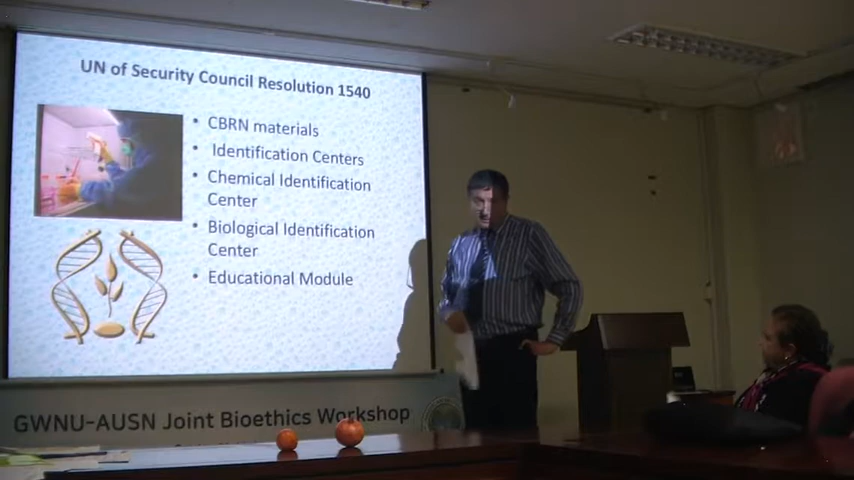 UN of Security Council Resolution 1540
• CBRN materials
• Identification Centers
• Chemical Identification
Center
• Biological Identification
Center
• Educational Module
GWNU-AUSN Joint Bioethics Workshop